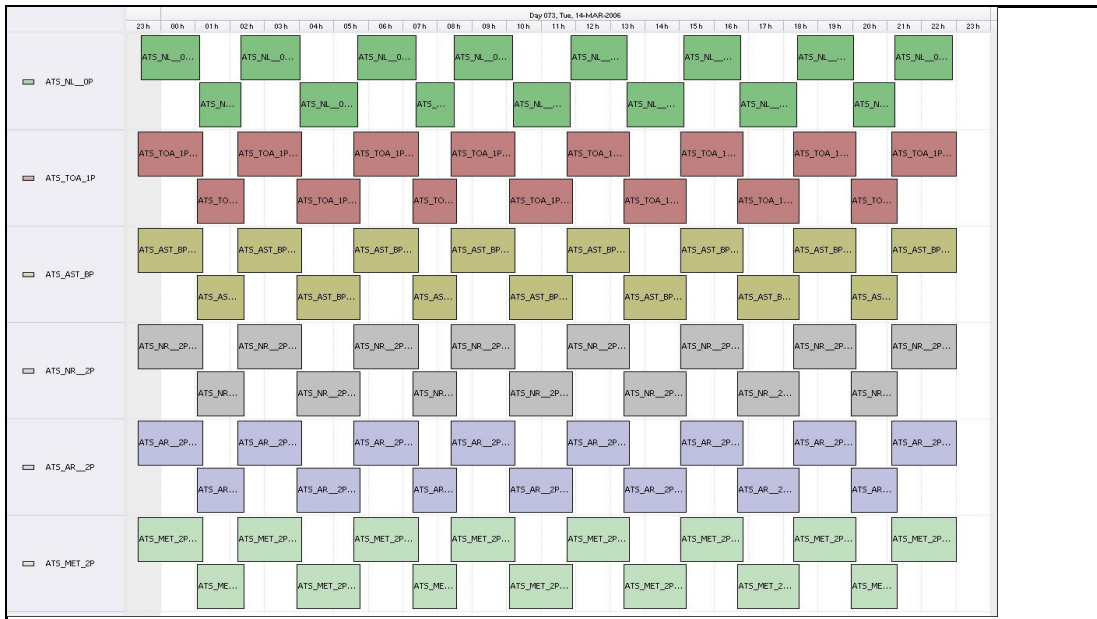 Day 073, Tue, 14-MAR-2006
23 h 00 h 01 h 02 h 03 h 04 h 05 h 06 h 07 h 08 h 09 h 10 h 11 h 12 h 13 h 14 h 15 h 16 h 17 h 18 h 19 h 20 h 21 h 22 h 23 h
ATS_NL__0... ATS_NL__0... ATS_NL__0... ATS_NL__0... ATS_NL__... ATS_NL__... ATS_NL__... ATS_NL__0...
ATS_NL__0P
ATS_N... ATS_NL__0... ATS_... ATS_NL__... ATS_NL__... ATS_NL__... ATS_N...
ATS_TOA_1P... ATS_TOA_1P... ATS_TOA_1P... ATS_TOA_1P... ATS_TOA_1... ATS_TOA_1... ATS_TOA_1... ATS_TOA_1P...
ATS_TOA_1P
ATS_TO... ATS_TOA_1P... ATS_TO... ATS_TOA_1P... ATS_TOA_1... ATS_TOA_1... ATS_TO...
ATS_AST_BP... ATS_AST_BP... ATS_AST_BP... ATS_AST_BP... ATS_AST_BP... ATS_AST_BP... ATS_AST_BP... ATS_AST_BP...
ATS_AST_BP
ATS_AS... ATS_AST_BP... ATS_AS... ATS_AST_BP... ATS_AST_BP... ATS_AST_B... ATS_AS...
ATS_NR__2P... ATS_NR__2P... ATS_NR__2P... ATS_NR__2P... ATS_NR__2P... ATS_NR__2P... ATS_NR__2P... ATS_NR__2P...
ATS_NR__2P
ATS_NR... ATS_NR__2P... ATS_NR... ATS_NR__2P... ATS_NR__2P... ATS_NR__2... ATS_NR...
ATS_AR__2P... ATS_AR__2P... ATS_AR__2P... ATS_AR__2P... ATS_AR__2P... ATS_AR__2P... ATS_AR__2P... ATS_AR__2P...
ATS_AR__2P
ATS_AR... ATS_AR__2P... ATS_AR... ATS_AR__2P... ATS_AR__2P... ATS_AR__2... ATS_AR...
ATS_MET_2P... ATS_MET_2P... ATS_MET_2P... ATS_MET_2P... ATS_MET_2P... ATS_MET_2P... ATS_MET_2P... ATS_MET_2P...
ATS_MET_2P
ATS_ME... ATS_MET_2P... ATS_ME... ATS_MET_2P... ATS_MET_2P... ATS_MET_2... ATS_ME...